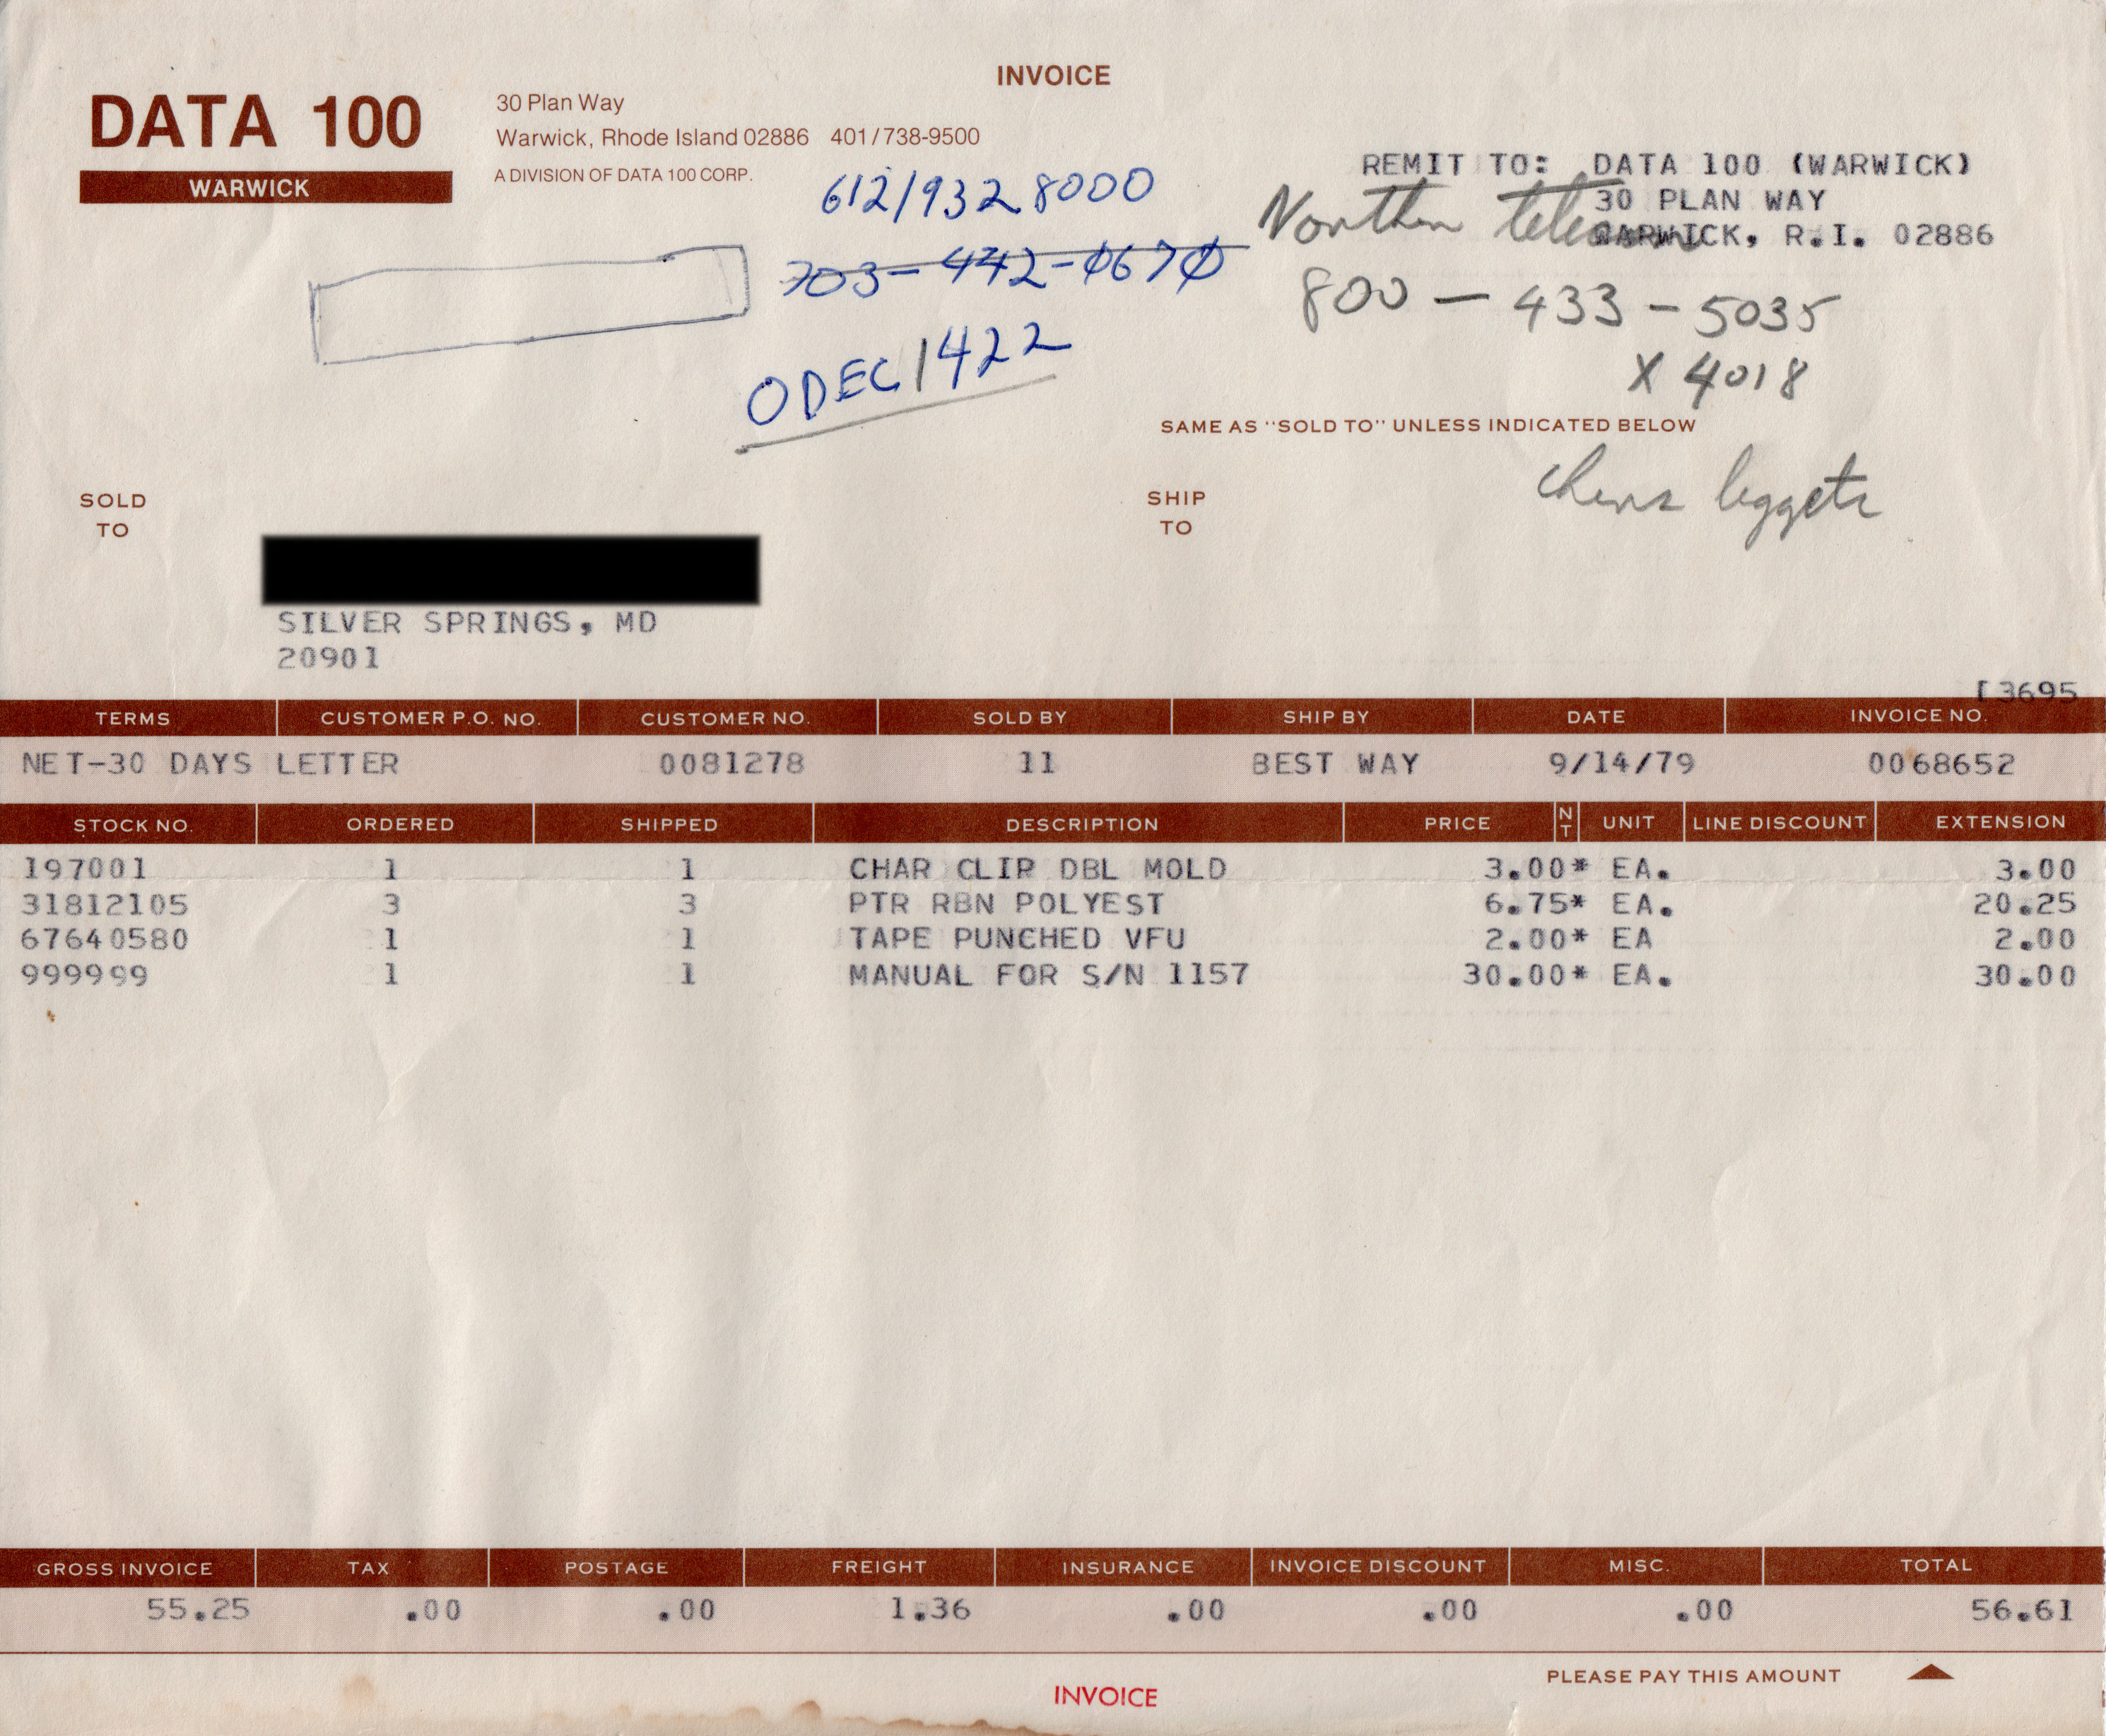 INVOICE
DATA 100
WARWICK
30 Plan Way
Warwick, Rhode Island 02886 401/738-9500
A DIVISION OF DATA 100 CORP.
612/932 8000
703-442-0670
ODEC1422
REMIT TO: DATA 100 (WARWICK)
30 PLAN WAY
WARWICK, R.I. 02886
Northern telecom
800 - 433 - 5035
X 4018
SAME AS "SOLD TO" UNLESS INDICATED BELOW
SOLD
TO
SHIP
TO
SILVER SPRINGS, MD
20901
3695
TERMS CUSTOMER P.O. NO. CUSTOMER NO. SOLD BY SHIP BY DATE INVOICE NO.
NET-30 DAYS LETTER 0081278 11 BEST WAY 9/14/79 0068652
STOCK NO. ORDERED SHIPPED DESCRIPTION PRICE NT UNIT LINE DISCOUNT EXTENSION
197001 1 1 CHAR CLIP DBL MOLD 3.00* EA. 3.00
31812105 3 3 PTR RBN POLYEST 6.75* EA. 20.25
67640580 1 1 TAPE PUNCHED VFU 2.00* EA 2.00
999999 1 1 MANUAL FOR S/N 1157 30.00* EA. 30.00
GROSS INVOICE TAX POSTAGE FREIGHT INSURANCE INVOICE DISCOUNT MISC. TOTAL
55.25 .00 .00 1.36 .00 .00 .00 56.61
PLEASE PAY THIS AMOUNT
INVOICE